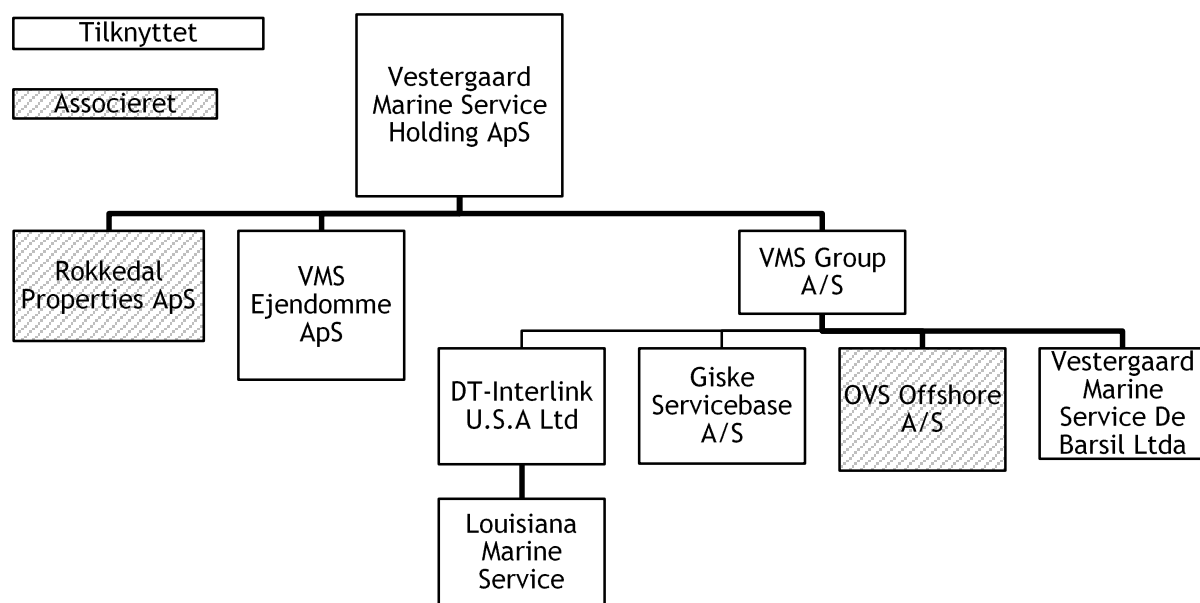 Tilknyttet
Associeret
Vestergaard
Marine Service
Holding ApS
Rokkedal
Properties ApS
VMS
Ejendomme
ApS
VMS Group
A/S
DT-Interlink
U.S.A Ltd
Giske
Servicebase
A/S
OVS Offshore
A/S
Vestergaard
Marine
Service De
Barsil Ltda
Louisiana
Marine
Service